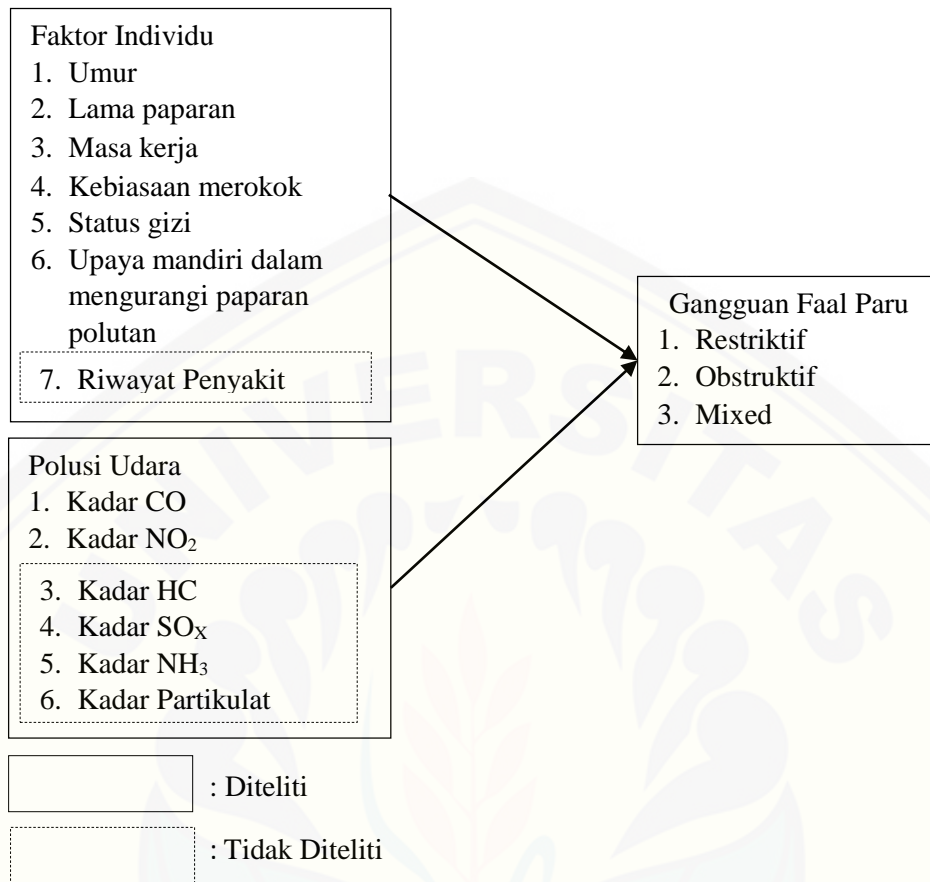 Faktor Individu
1. Umur
2. Lama paparan
3. Masa kerja
4. Kebiasaan merokok
5. Status gizi
6. Upaya mandiri dalam
mengurangi paparan
polutan
7. Riwayat Penyakit
Polusi Udara
1. Kadar CO
2. Kadar NO₂
3. Kadar HC
4. Kadar SOX
5. Kadar NH₃
6. Kadar Partikulat
Gangguan Faal Paru
1. Restriktif
2. Obstruktif
3. Mixed
: Diteliti
: Tidak Diteliti
UNIVERSITAS